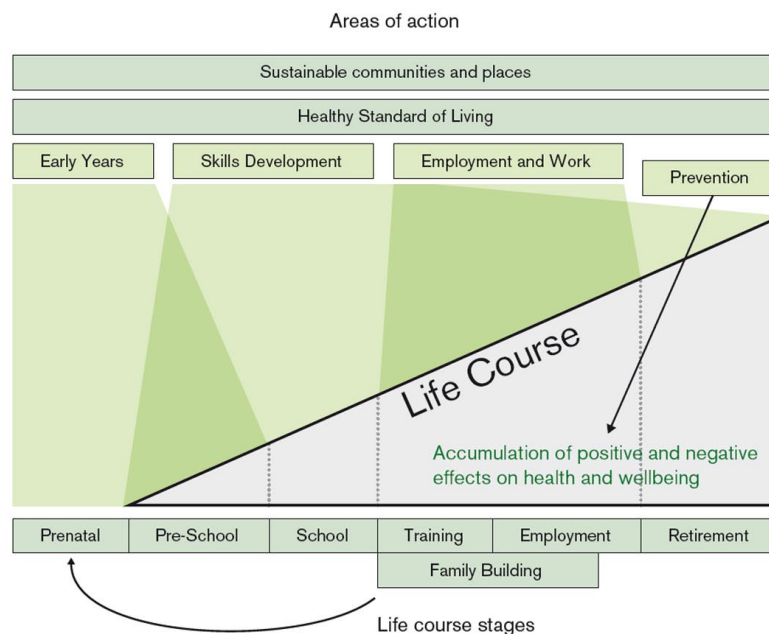 Areas of action
Sustainable communities and places
Healthy Standard of Living
Early Years
Skills Development
Employment and Work
Prevention
Life Course
Accumulation of positive and negative
effects on health and wellbeing
Prenatal
Pre-School
School
Training
Employment
Retirement
Family Building
Life course stages